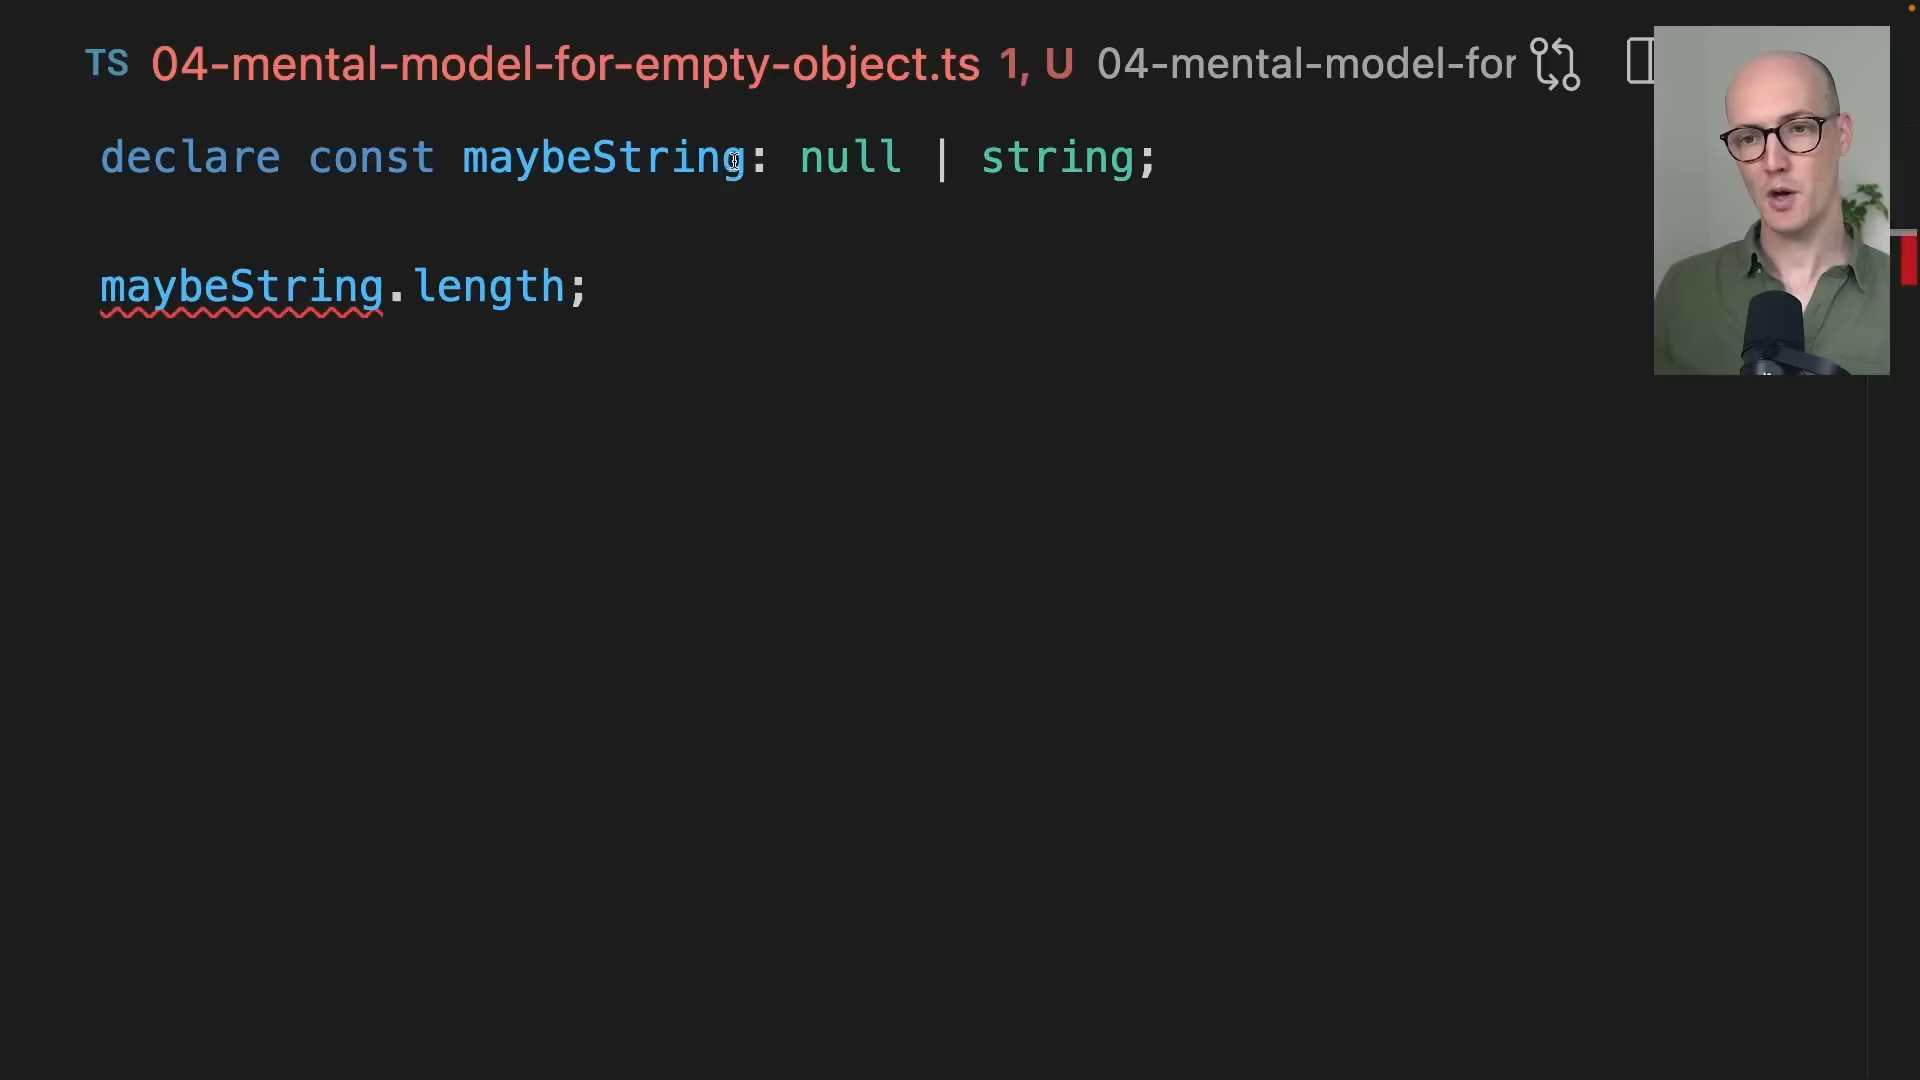 TS 04-mental-model-for-empty-object.ts 1, U 04-mental-model-for
declare const maybeString: null | string;
maybeString.length;